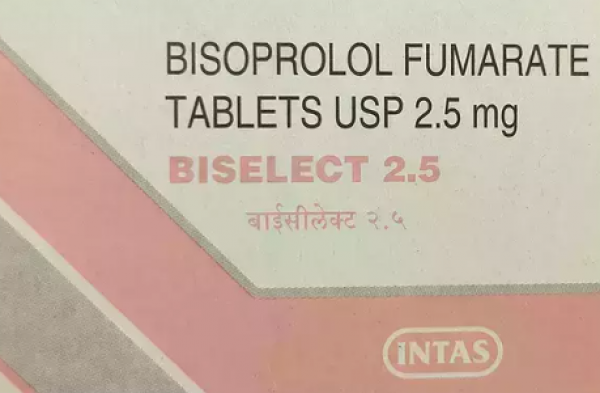 BISOPROLOL FUMARATE
TABLETS USP 2.5 mg
BISELECT 2.5
बाईसीलेक्ट २.५
iNTAS